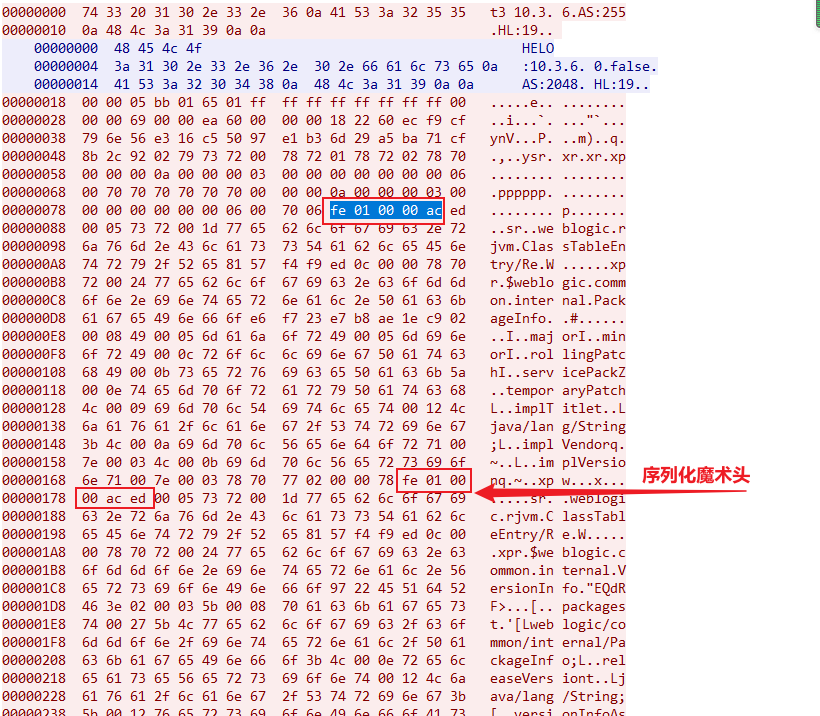 00000000 74 33 20 31 30 2e 33 2e 36 0a 41 53 3a 32 35 35 t3 10.3. 6.AS:255
00000010 0a 48 4c 3a 31 39 0a 0a .HL:19..
00000000 48 45 4c 4f HELO
00000004 3a 31 30 2e 33 2e 36 2e 30 2e 66 61 6c 73 65 0a :10.3.6. 0.false.
00000014 41 53 3a 32 30 34 38 0a 48 4c 3a 31 39 0a 0a AS:2048. HL:19..
00000018 00 00 05 bb 01 65 01 ff ff ff ff ff ff ff ff 00 .....e.. ........
00000028 00 00 69 00 00 ea 60 00 00 00 18 22 60 ec f9 cf ..i...`. ..."`...
00000038 79 6e 56 e3 16 c5 50 97 e1 b3 6d 29 a5 ba 71 cf ynV...P. ..m)..q.
00000048 8b 2c 92 02 79 73 72 00 78 72 01 78 72 02 78 70 .,..ysr. xr.xr.xp
00000058 00 00 00 0a 00 00 00 03 00 00 00 00 00 00 00 06 ........ ........
00000068 00 70 70 70 70 70 70 00 00 00 0a 00 00 00 03 00 .pppppp. ........
00000078 00 00 00 00 00 00 06 00 70 06 fe 01 00 00 ac ed ........ p.......
00000088 00 05 73 72 00 1d 77 65 62 6c 6f 67 69 63 2e 72 ..sr..we blogic.r
00000098 6a 76 6d 2e 43 6c 61 73 73 54 61 62 6c 65 45 6e jvm.Clas sTableEn
000000A8 74 72 79 2f 52 65 81 57 f4 f9 ed 0c 00 00 78 70 try/Re.W ......xp
000000B8 72 00 24 77 65 62 6c 6f 67 69 63 2e 63 6f 6d 6d r.$weblo gic.comm
000000C8 6f 6e 2e 69 6e 74 65 72 6e 61 6c 2e 50 61 63 6b on.inter nal.Pack
000000D8 61 67 65 49 6e 66 6f e6 f7 23 e7 b8 ae 1e c9 02 ageInfo. .#......
000000E8 00 08 49 00 05 6d 61 6a 6f 72 49 00 05 6d 69 6e ..I..maj orI..min
000000F8 6f 72 49 00 0c 72 6f 6c 6c 69 6e 67 50 61 74 63 orI..rol lingPatc
00000108 68 49 00 0b 73 65 72 76 69 63 65 50 61 63 6b 5a hI..serv icePackZ
00000118 00 0e 74 65 6d 70 6f 72 61 72 79 50 61 74 63 68 ..tempor aryPatch
00000128 4c 00 09 69 6d 70 6c 54 69 74 6c 65 74 00 12 4c L..implT itlet..L
00000138 6a 61 76 61 2f 6c 61 6e 67 2f 53 74 72 69 6e 67 java/lan g/String
00000148 3b 4c 00 0a 69 6d 70 6c 56 65 6e 64 6f 72 71 00 ;L..impl Vendorq.
00000158 7e 00 03 4c 00 0b 69 6d 70 6c 56 65 72 73 69 6f ~..L..im plVersio
00000168 6e 71 00 7e 00 03 78 70 77 02 00 00 78 fe 01 00 nq.~..xp w...x...
00000178 00 ac ed 00 05 73 72 00 1d 77 65 62 6c 6f 67 69 .....sr. .weblogi
序列化魔术头
00000188 63 2e 72 6a 76 6d 2e 43 6c 61 73 73 54 61 62 6c c.rjvm.C lassTabl
00000198 65 45 6e 74 72 79 2f 52 65 81 57 f4 f9 ed 0c 00 eEntry/R e.W.....
000001A8 00 78 70 72 00 24 77 65 62 6c 6f 67 69 63 2e 63 .xpr.$we blogic.c
000001B8 6f 6d 6d 6f 6e 2e 69 6e 74 65 72 6e 61 6c 2e 56 ommon.in ternal.V
000001C8 65 72 73 69 6f 6e 49 6e 66 6f 97 22 45 51 64 52 ersionIn fo."EQdR
000001D8 46 3e 02 00 03 5b 00 08 70 61 63 6b 61 67 65 73 F>...[.. packages
000001E8 74 00 27 5b 4c 77 65 62 6c 6f 67 69 63 2f 63 6f t.'[Lweb logic/co
000001F8 6d 6d 6f 6e 2f 69 6e 74 65 72 6e 61 6c 2f 50 61 mmon/int ernal/Pa
00000208 63 6b 61 67 65 49 6e 66 6f 3b 4c 00 0e 72 65 6c ckageInf o;L..rel
00000218 65 61 73 65 56 65 72 73 69 6f 6e 74 00 12 4c 6a easeVers iont..Lj
00000228 61 76 61 2f 6c 61 6e 67 2f 53 74 72 69 6e 67 3b ava/lang /String;
00000238 5b 00 12 76 65 72 73 69 6f 6e 49 6e 66 6f 41 73 [..versi onInfoAs